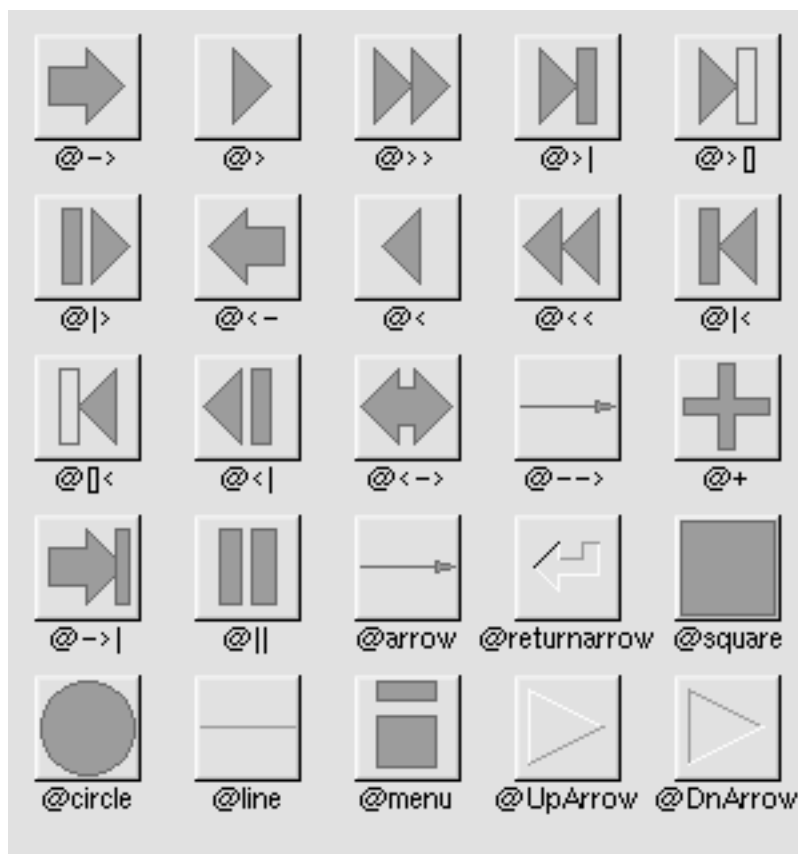 @-> @> @>> @>| @>[]
@|> @<- @< @<< @|<
@[]< @<| @<-> @--> @+
@->| @|| @arrow @returnarrow @square
@circle @line @menu @UpArrow @DnArrow